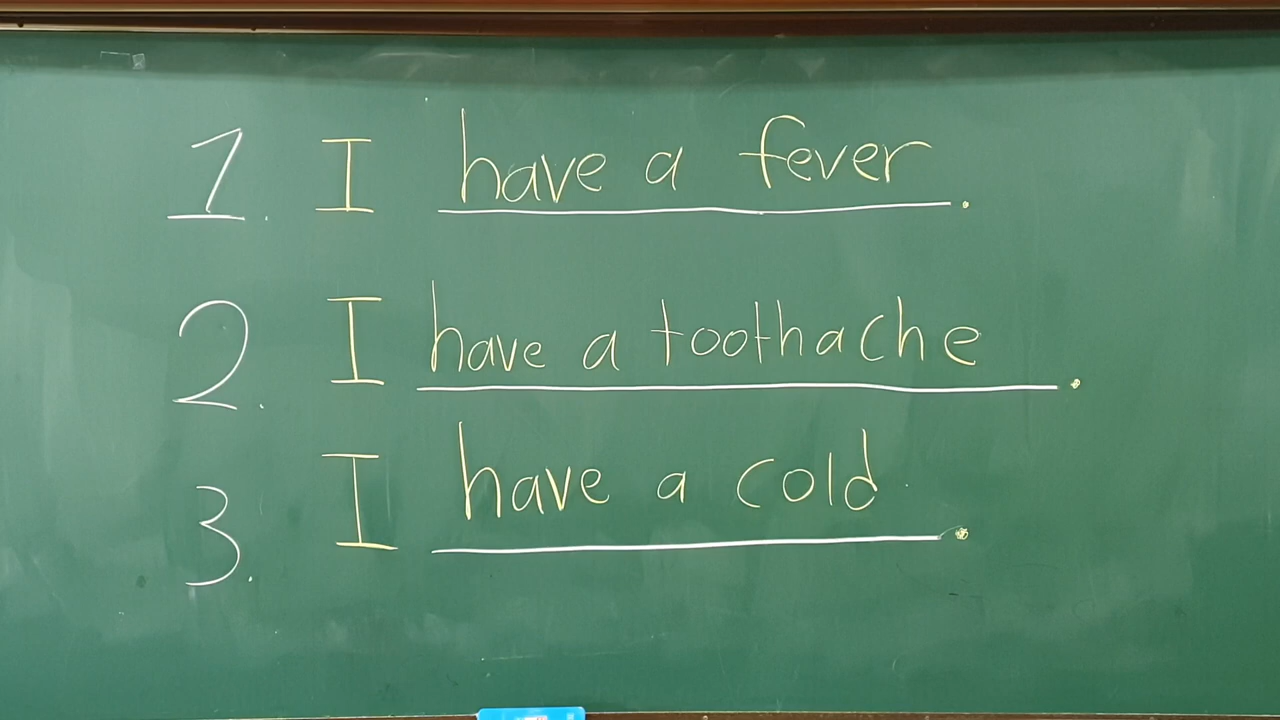 1. I have a fever.
2. I have a toothache.
3. I have a cold.